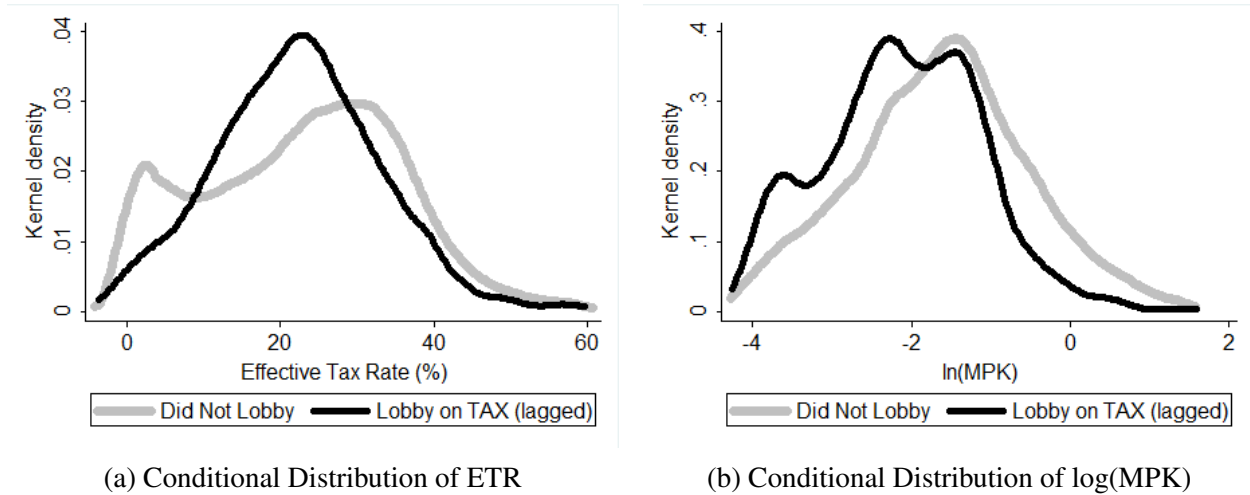 Kernel density
0 .01 .02 .03 .04
0 20 40 60
Effective Tax Rate (%)
Did Not Lobby Lobby on TAX (lagged)
(a) Conditional Distribution of ETR
Kernel density
0 .1 .2 .3 .4
-4 -2 0 2
ln(MPK)
Did Not Lobby Lobby on TAX (lagged)
(b) Conditional Distribution of log(MPK)